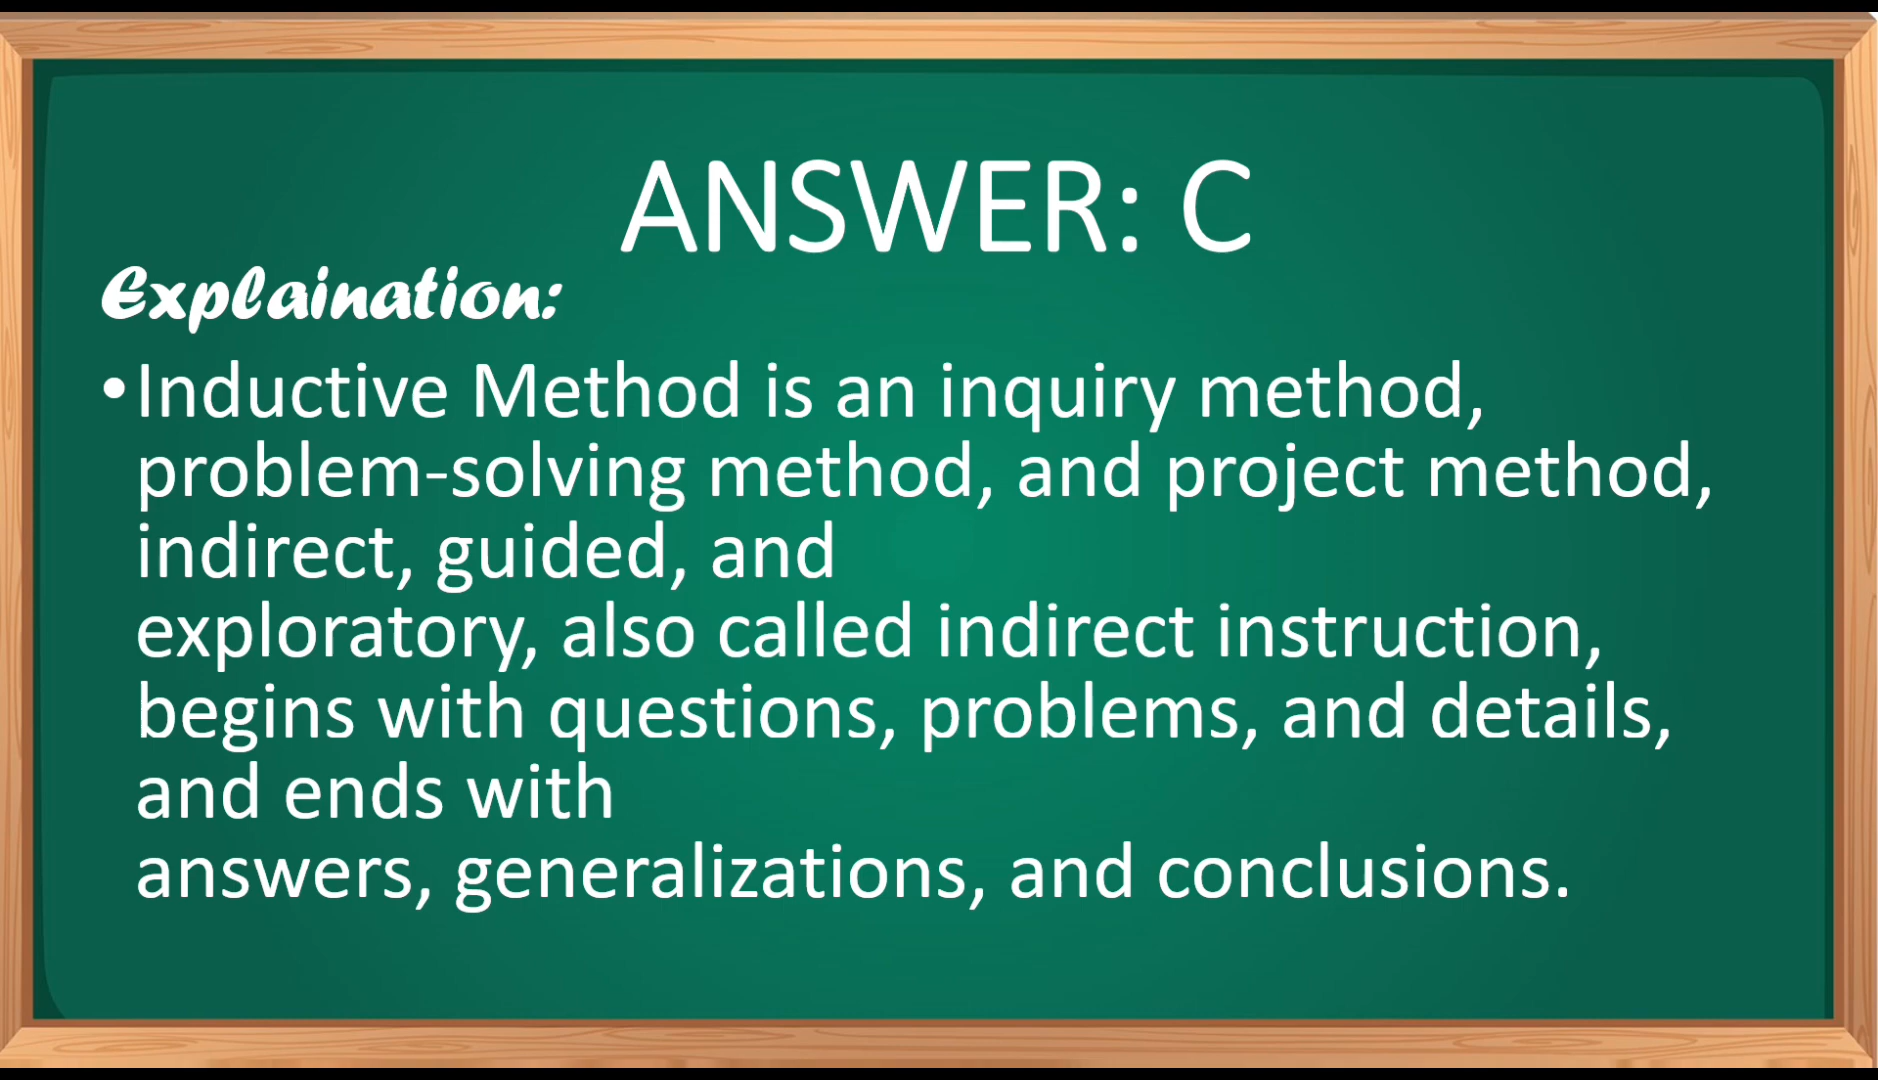 ANSWER: C
Explaination:
•Inductive Method is an inquiry method,
problem-solving method, and project method,
indirect, guided, and
exploratory, also called indirect instruction,
begins with questions, problems, and details,
and ends with
answers, generalizations, and conclusions.